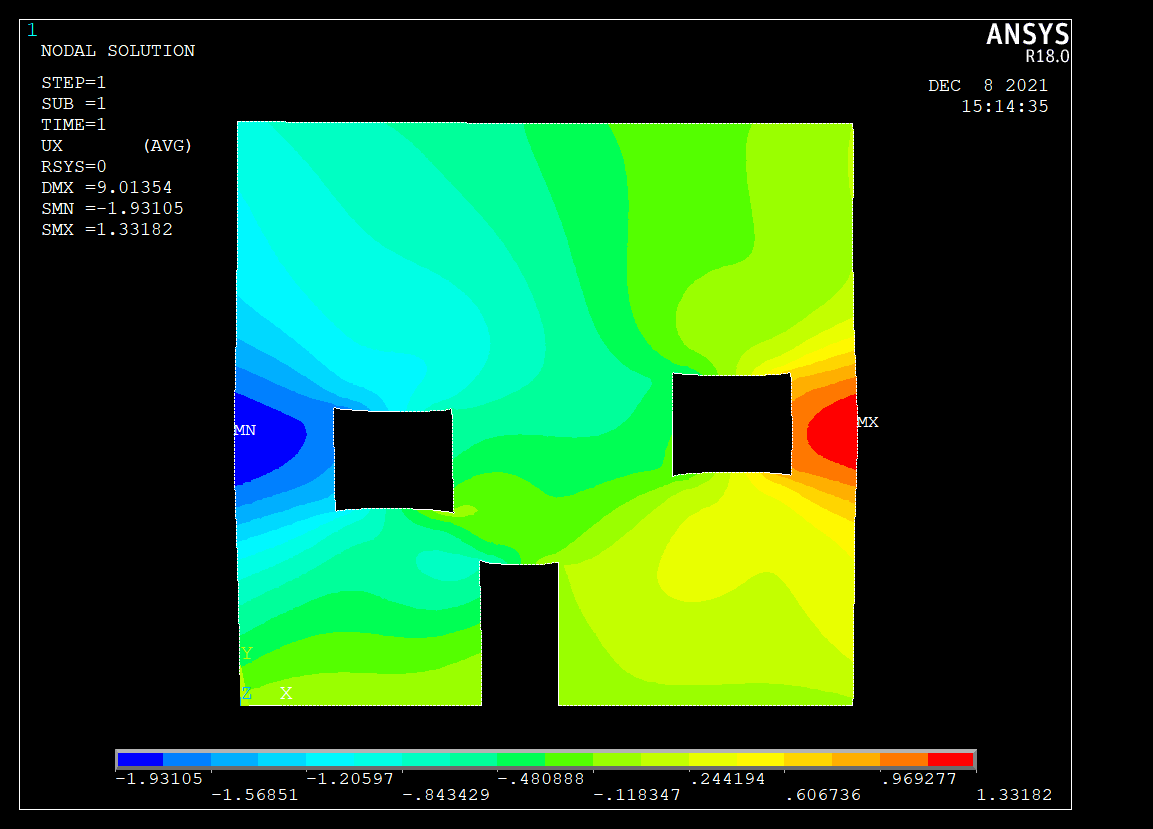 1
ANSYS
R18.0
NODAL SOLUTION
STEP=1
SUB =1
TIME=1
UX (AVG)
RSYS=0
DMX =9.01354
SMN =-1.93105
SMX =1.33182
DEC 8 2021
15:14:35
MN
MX
Y
Z X
-1.93105
-1.56851
-1.20597
-.843429
-.480888
-.118347
.244194
.606736
.969277
1.33182